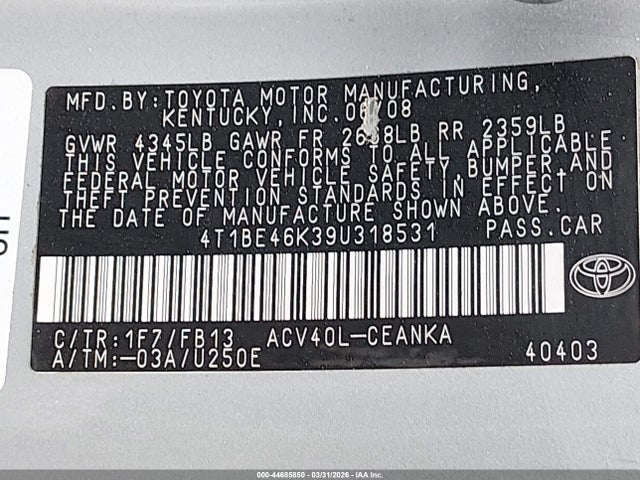 MFD.BY:TOYOTA MOTOR MANUFACTURING,
KENTUCKY,INC. /08
GVWR 4345LB GAWR FR LB RR 2359LB
THIS VEHICLE CONFORMS TO ALL APPLICABLE
FEDERAL MOTOR VEHICLE SAFETY,BUMPER,AND
THEFT PREVENTION STANDARDS IN EFFECT ON
THE DATE OF MANUFACTURE SHOWN ABOVE.
4T1BE46K39U318531 PASS.CAR
C/TR:1F7/FB13 ACV40L-CEANKA
A/TM:-03A/U250E 40403
000-44685850 - 03/31/2026 - IAA Inc.